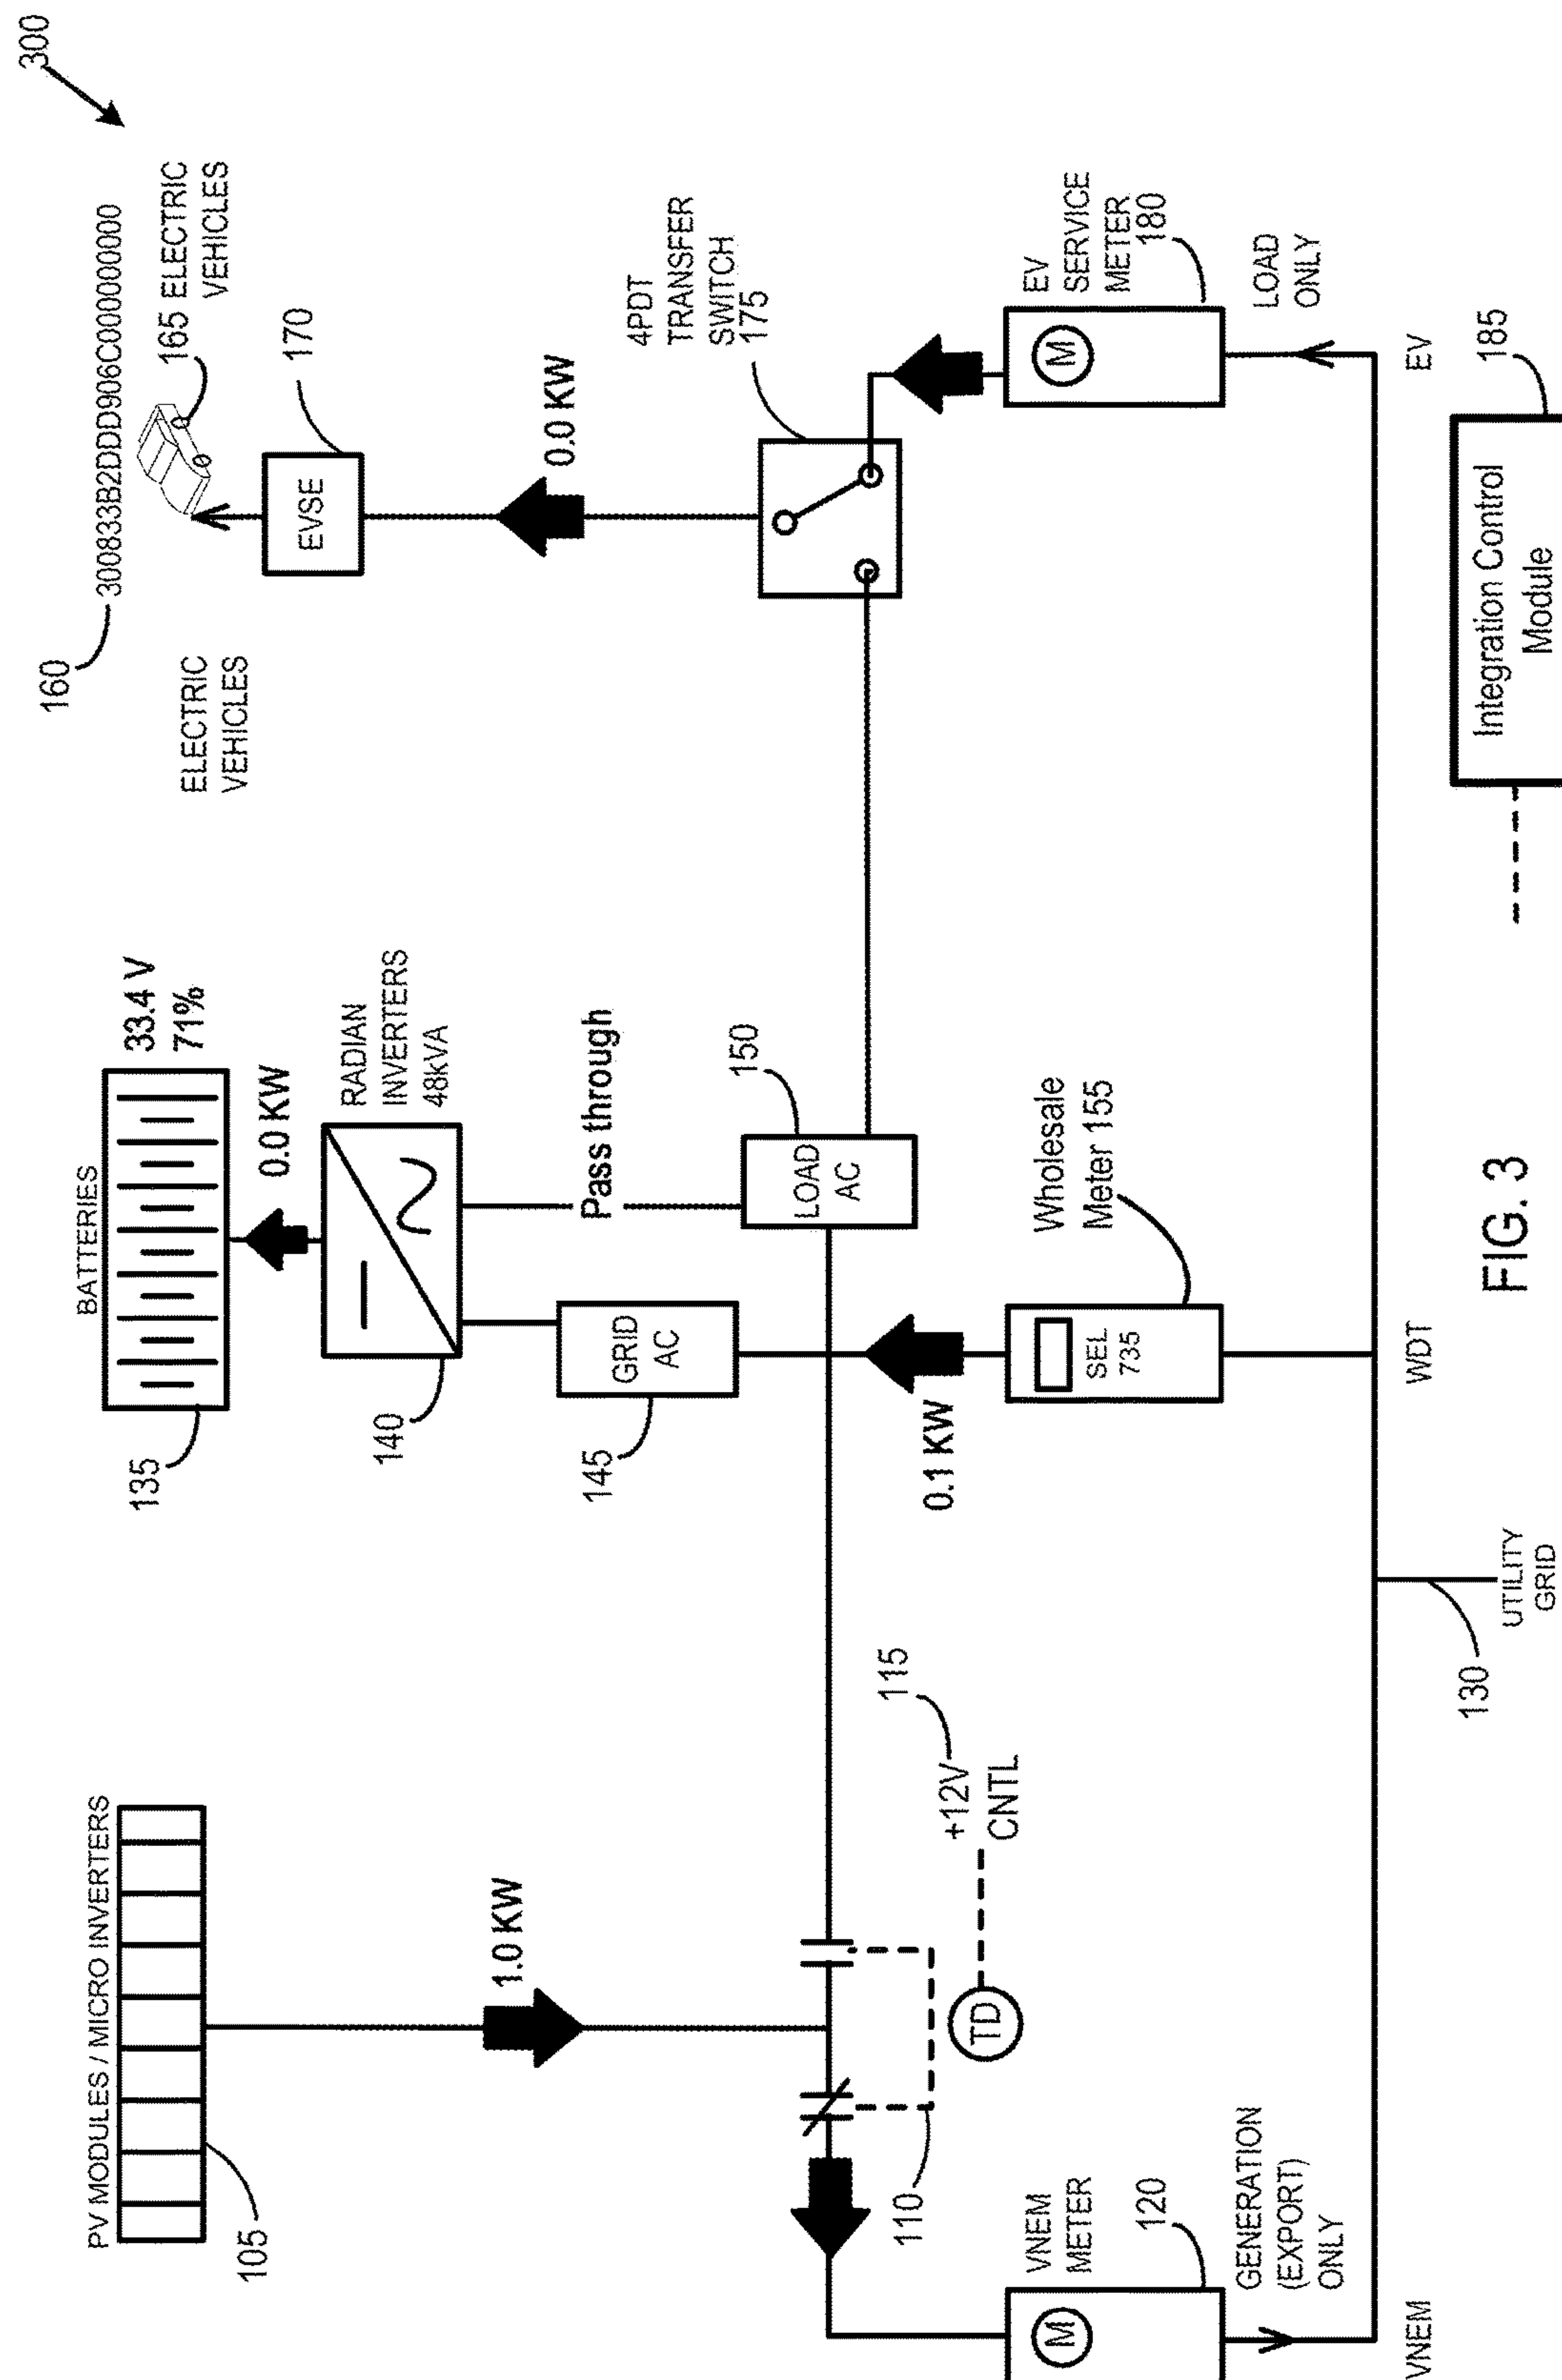 300
160
300833B2DDD906C00000000
165 ELECTRIC
VEHICLES
ELECTRIC
VEHICLES
170
EVSE
0.0 KW
4PDT
TRANSFER
SWITCH
175
EV
SERVICE
METER
180
M
LOAD
ONLY
EV
185
Integration Control
Module
BATTERIES
33.4 V
71%
135
0.0 KW
RADIAN
INVERTERS
48kVA
140
Pass through
GRID
AC
145
LOAD
AC
150
0.1 KW
Wholesale
Meter 155
SEL
735
WDT
PV MODULES / MICRO INVERTERS
105
1.0 KW
110
115
+12V
CNTL
TD
VNEM
METER
120
M
GENERATION
(EXPORT)
ONLY
VNEM
130
UTILITY
GRID
FIG. 3